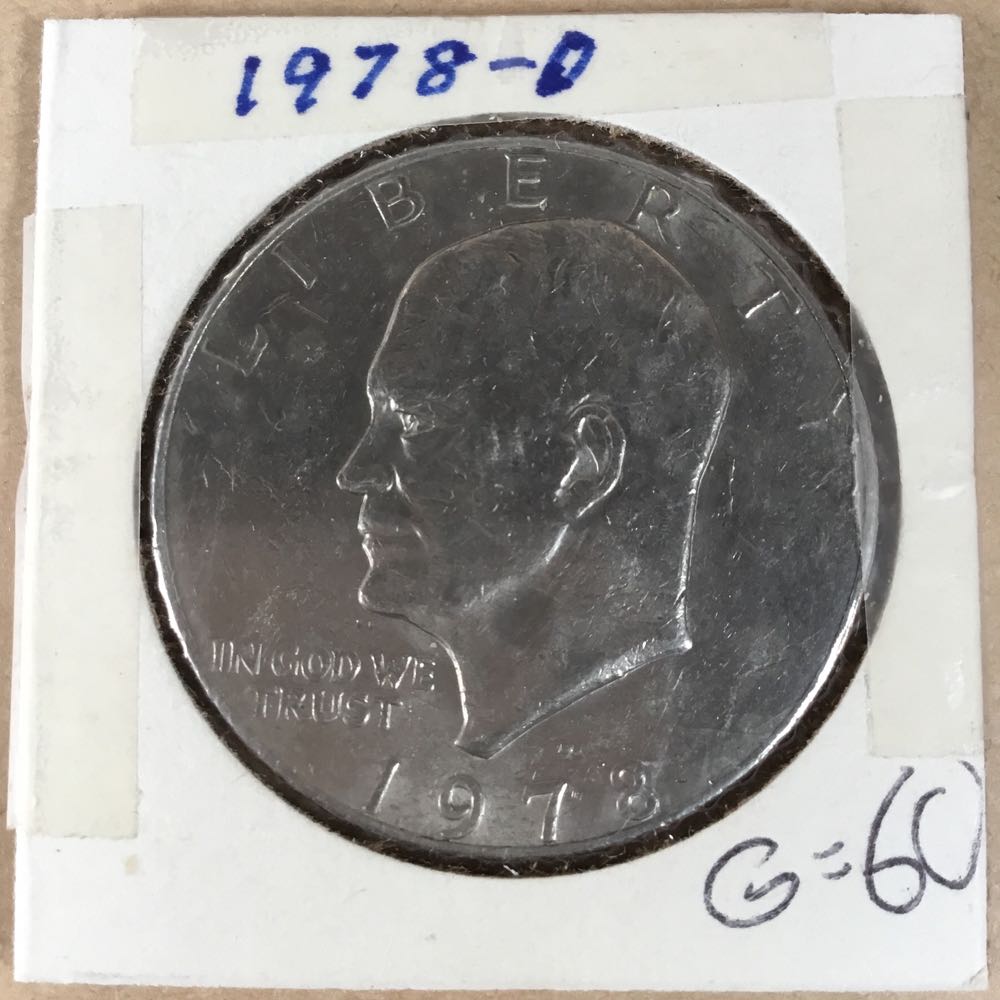 1978-D
LIBERTY
IN GOD WE
TRUST
1978
G=60